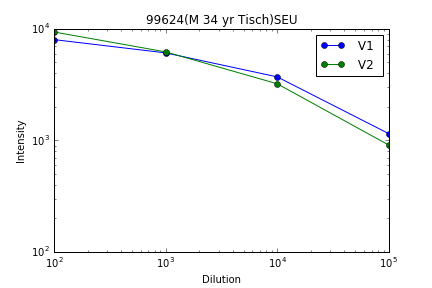 99624(M 34 yr Tisch)SEU
V1
V2
10⁴
10³
10²
Intensity
10² 10³ 10⁴ 10⁵
Dilution